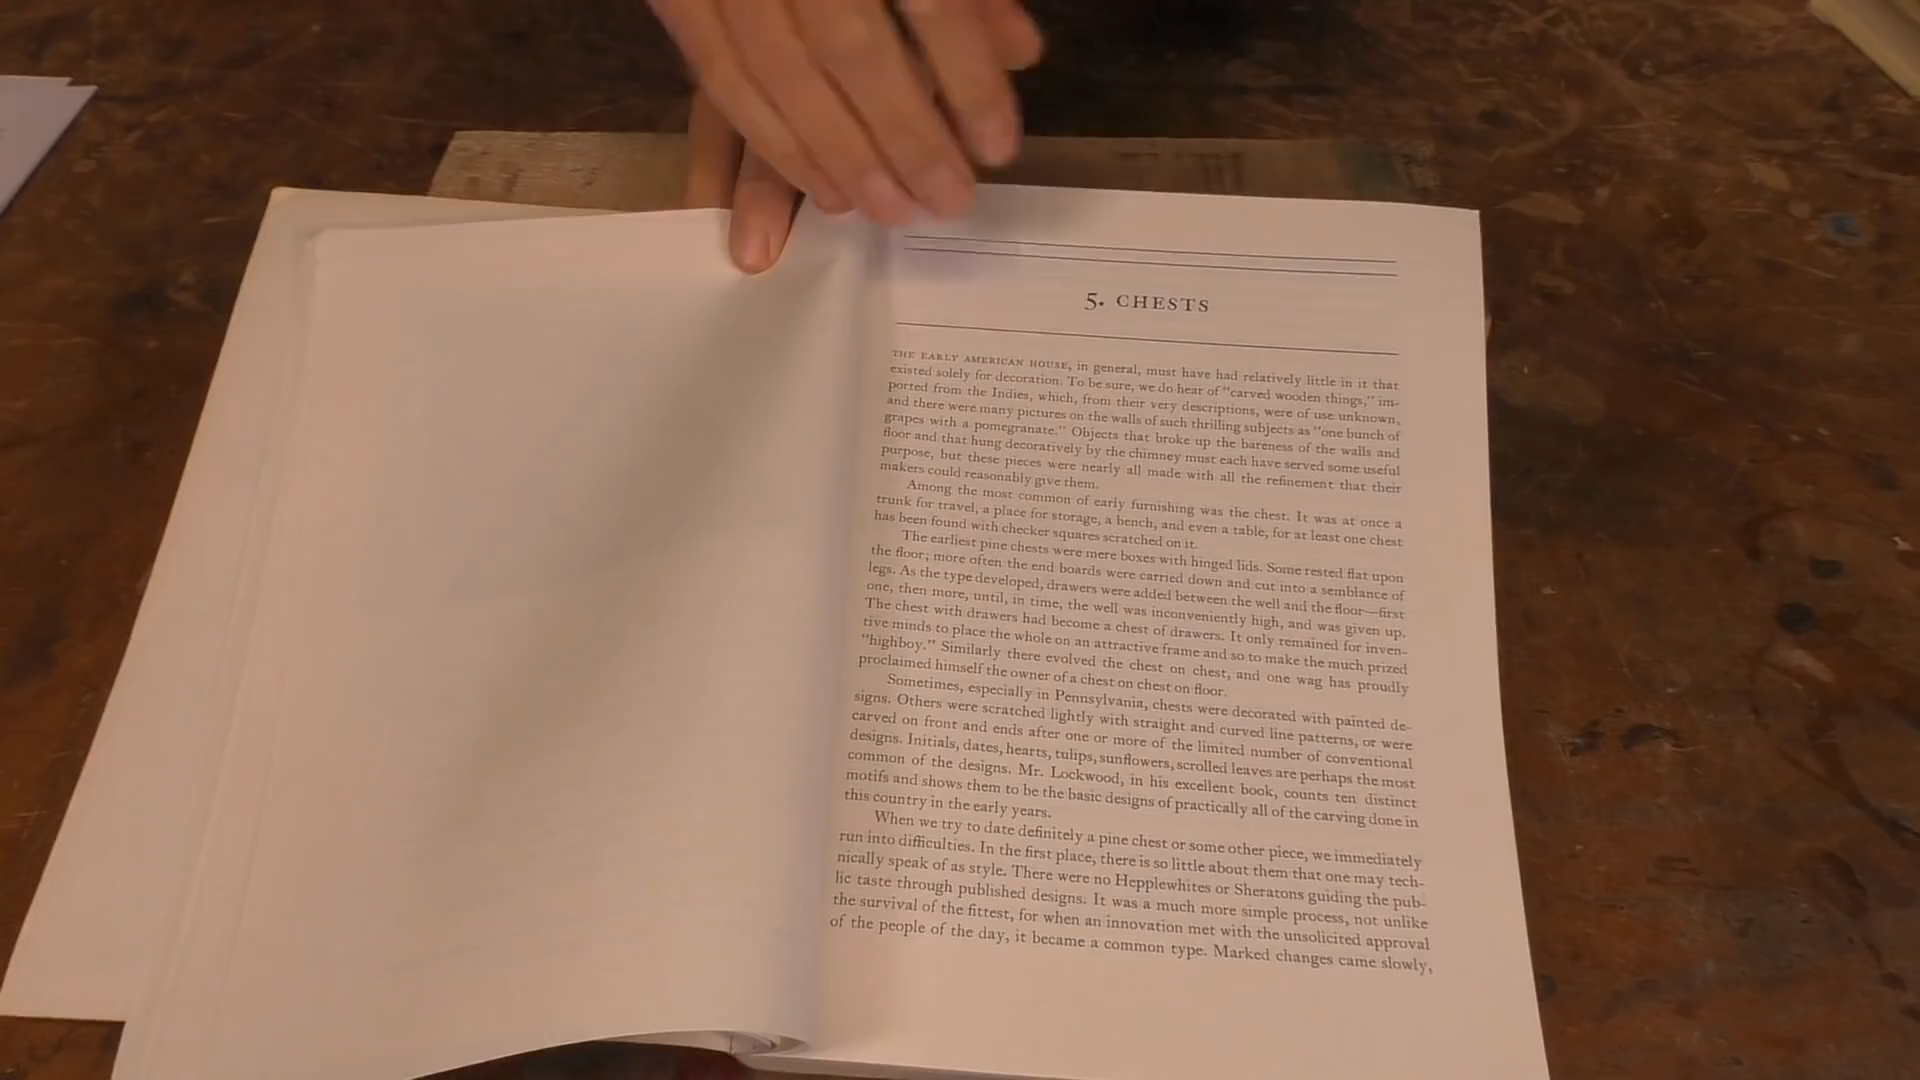 5. CHESTS
THE EARLY AMERICAN HOUSE, in general, must have had relatively little in it that
existed solely for decoration. To be sure, we do hear of "carved wooden things," im-
ported from the Indies, which, from their very descriptions, were of use unknown,
and there were many pictures on the walls of such thrilling subjects as "one bunch of
grapes with a pomegranate." Objects that broke up the bareness of the walls and
floor and that hung decoratively by the chimney must each have served some useful
purpose, but these pieces were nearly all made with all the refinement that their
makers could reasonably give them.
Among the most common of early furnishing was the chest. It was at once a
trunk for travel, a place for storage, a bench, and even a table, for at least one chest
has been found with checker squares scratched on it.
The earliest pine chests were mere boxes with hinged lids. Some rested flat upon
the floor; more often the end boards were carried down and cut into a semblance of
legs. As the type developed, drawers were added between the well and the floor—first
one, then more, until, in time, the well was inconveniently high, and was given up.
The chest with drawers had become a chest of drawers. It only remained for inven-
tive minds to place the whole on an attractive frame and so to make the much prized
"highboy." Similarly there evolved the chest on chest, and one wag has proudly
proclaimed himself the owner of a chest on chest on floor.
Sometimes, especially in Pennsylvania, chests were decorated with painted de-
signs. Others were scratched lightly with straight and curved line patterns, or were
carved on front and ends after one or more of the limited number of conventional
designs. Initials, dates, hearts, tulips, sunflowers, scrolled leaves are perhaps the most
common of the designs. Mr. Lockwood, in his excellent book, counts ten distinct
motifs and shows them to be the basic designs of practically all of the carving done in
this country in the early years.
When we try to date definitely a pine chest or some other piece, we immediately
run into difficulties. In the first place, there is so little about them that one may tech-
nically speak of as style. There were no Hepplewhites or Sheratons guiding the pub-
lic taste through published designs. It was a much more simple process, not unlike
the survival of the fittest, for when an innovation met with the unsolicited approval
of the people of the day, it became a common type. Marked changes came slowly,